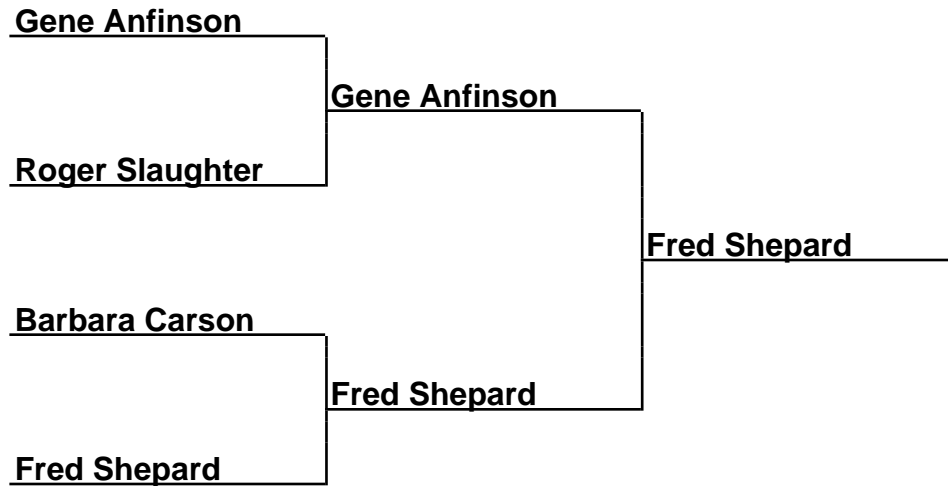 Gene Anfinson
Gene Anfinson
Roger Slaughter
Fred Shepard
Barbara Carson
Fred Shepard
Fred Shepard